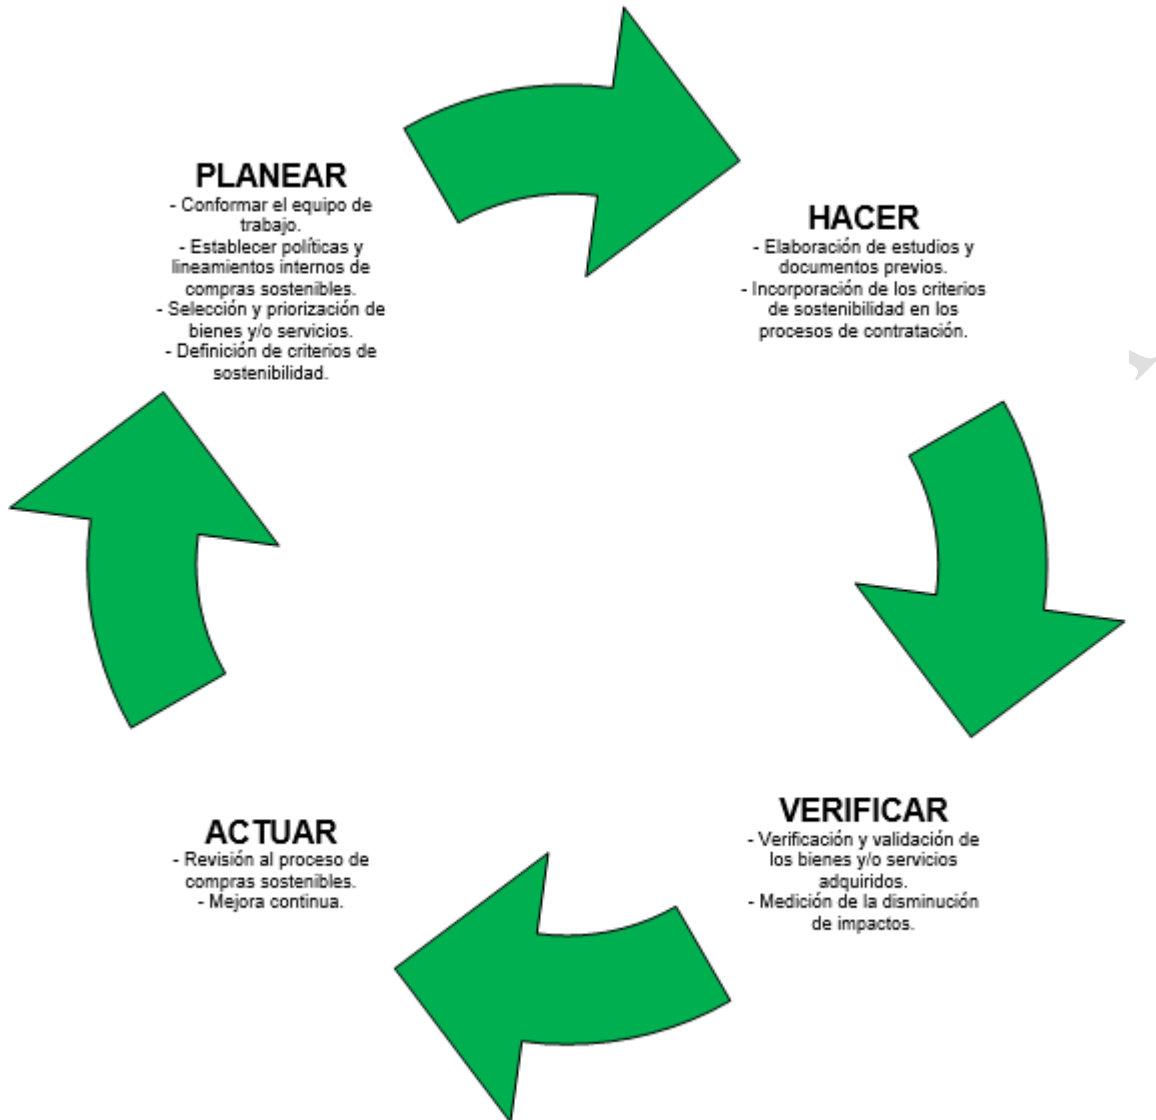 PLANEAR
- Conformar el equipo de
trabajo.
- Establecer políticas y
lineamientos internos de
compras sostenibles.
- Selección y priorización de
bienes y/o servicios.
- Definición de criterios de
sostenibilidad.
HACER
- Elaboración de estudios y
documentos previos.
- Incorporación de los criterios
de sostenibilidad en los
procesos de contratación.
VERIFICAR
- Verificación y validación de
los bienes y/o servicios
adquiridos.
- Medición de la disminución
de impactos.
ACTUAR
- Revisión al proceso de
compras sostenibles.
- Mejora continua.